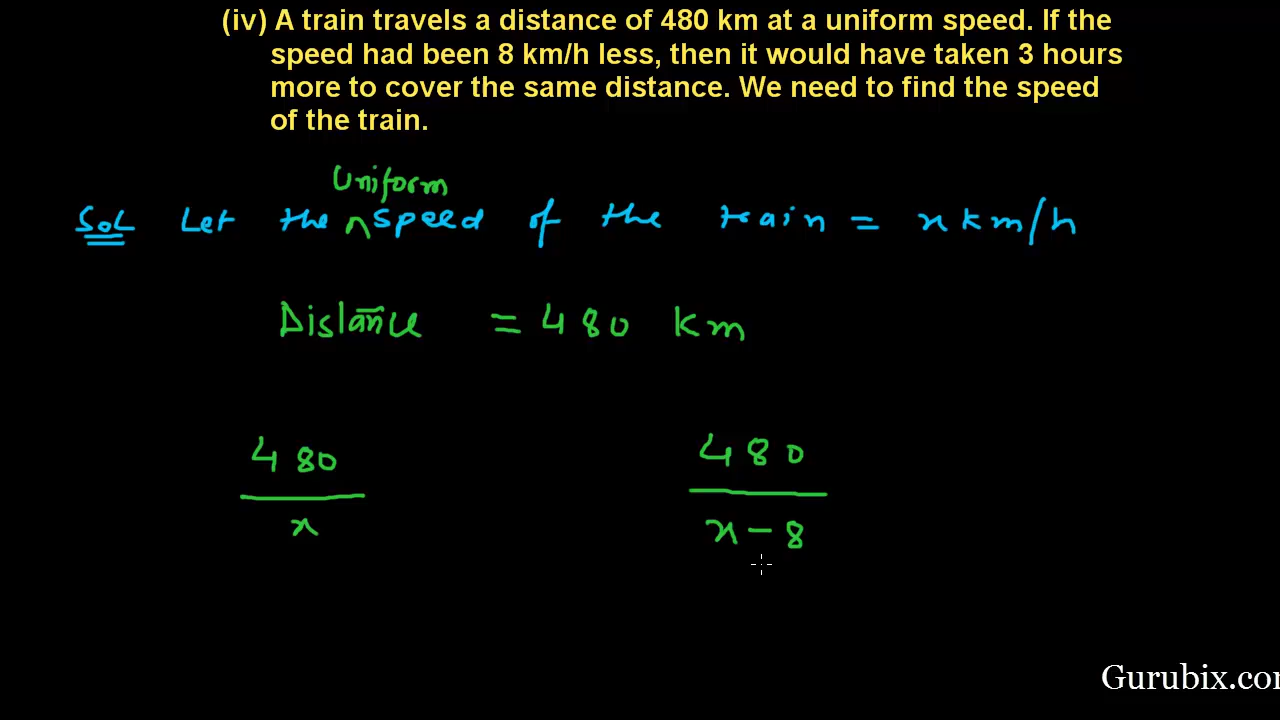 (iv) A train travels a distance of 480 km at a uniform speed. If the
speed had been 8 km/h less, then it would have taken 3 hours
more to cover the same distance. We need to find the speed
of the train.
Uniform
Sol Let the ^ speed of the train = x km/h
Distance = 480 km
480 480
x x - 8
Gurubix.com